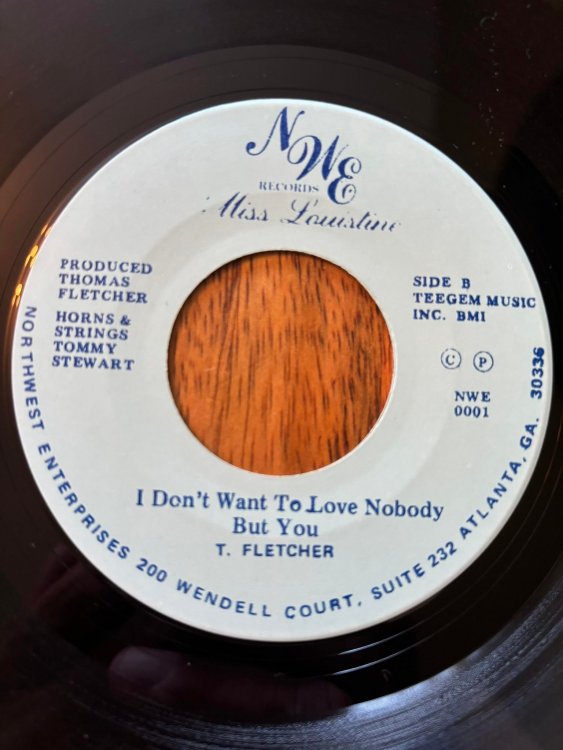 NWE
RECORDS
Miss Louistine
PRODUCED
THOMAS
FLETCHER
HORNS &
STRINGS
TOMMY
STEWART
SIDE B
TEEGEM MUSIC
INC. BMI
© ℗
NWE
0001
I Don't Want To Love Nobody
But You
T. FLETCHER
NORTHWEST ENTERPRISES 200 WENDELL COURT, SUITE 232 ATLANTA, GA. 30336